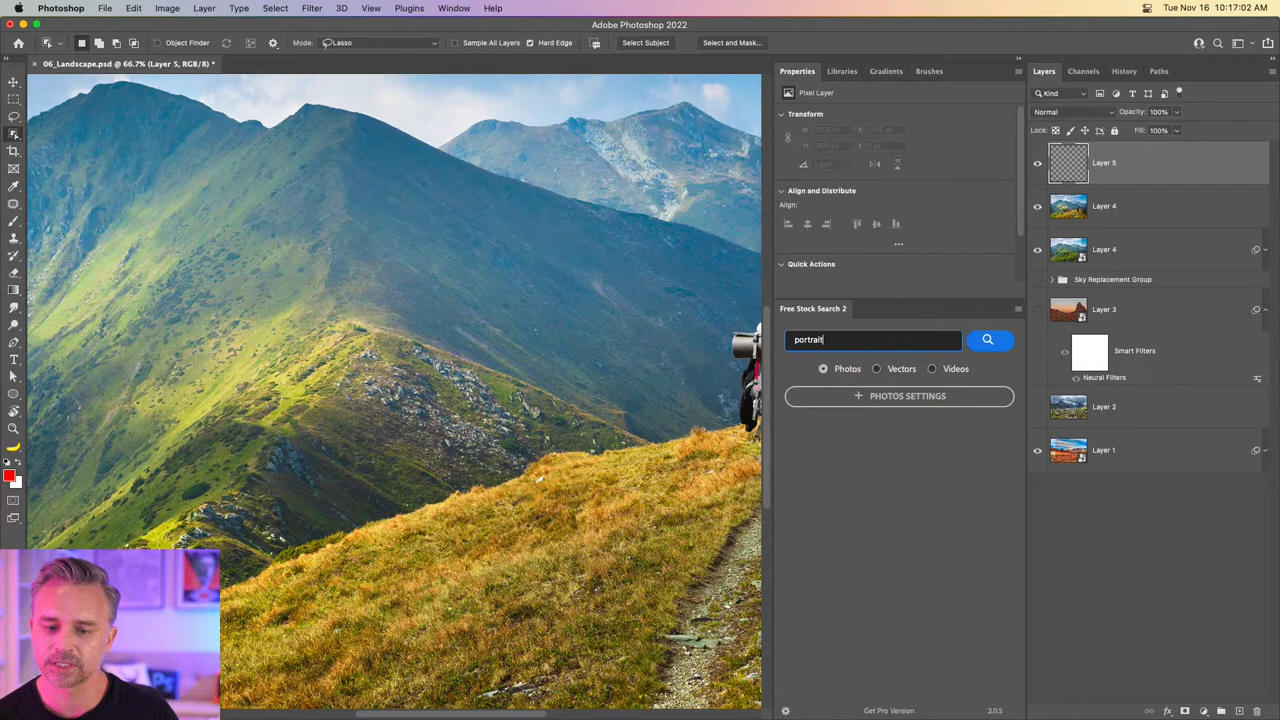 Photoshop File Edit Image Layer Type Select Filter 3D View Plugins Window Help Tue Nov 16 10:17:02 AM
Adobe Photoshop 2022
Object Finder Mode: Lasso Sample All Layers Hard Edge Select Subject Select and Mask...
06_Landscape.psd @ 66.7% (Layer 5, RGB/8) *
Properties Libraries Gradients Brushes
Pixel Layer
Transform
W H X Y
Align and Distribute
Align:
Quick Actions
Free Stock Search 2
portrait
Photos Vectors Videos
+ PHOTOS SETTINGS
Get Pro Version 2.0.5
Layers Channels History Paths
Kind
Normal Opacity: 100%
Lock: Fill: 100%
Layer 5
Layer 4
Layer 4
Sky Replacement Group
Layer 3
Smart Filters
Neural Filters
Layer 2
Layer 1
fx